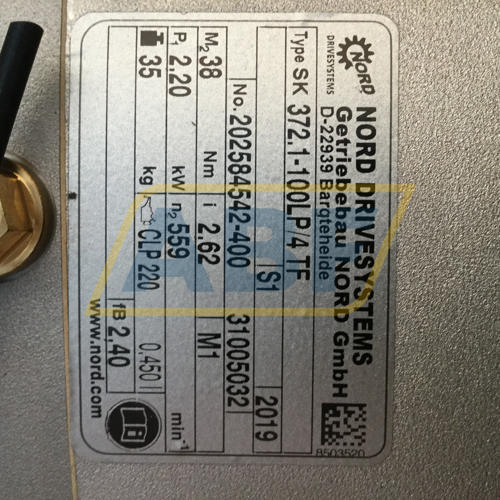 NORD
DRIVESYSTEMS
NORD DRIVESYSTEMS
Getriebebau NORD GmbH
D-22939 Bargteheide
8503520
Type SK 372.1-100LP/4 TF
S1 2019
No. 202584542-400 31005032
M2 38 Nm i 2.62 M1
P1 2,20 kW n2 559 min-1
35 kg CLP 220 0,450 l
fB 2,40
www.nord.com
ABI